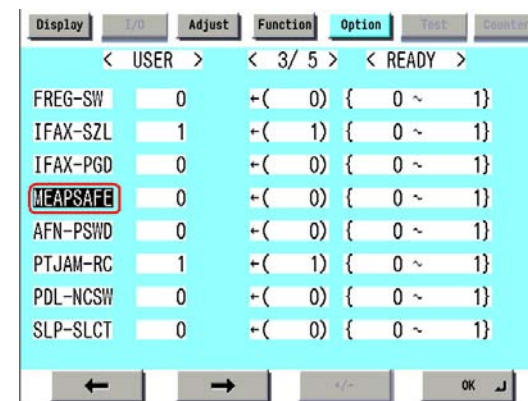 Display I/O Adjust Function Option Test Counter
< USER > < 3/ 5 > < READY >
FREG-SW 0 ←( 0) { 0 ~ 1}
IFAX-SZL 1 ←( 1) { 0 ~ 1}
IFAX-PGD 0 ←( 0) { 0 ~ 1}
MEAPSAFE 0 ←( 0) { 0 ~ 1}
AFN-PSWD 0 ←( 0) { 0 ~ 1}
PTJAM-RC 1 ←( 1) { 0 ~ 1}
PDL-NCSW 0 ←( 0) { 0 ~ 1}
SLP-SLCT 0 ←( 0) { 0 ~ 1}
← → +/- OK ↵